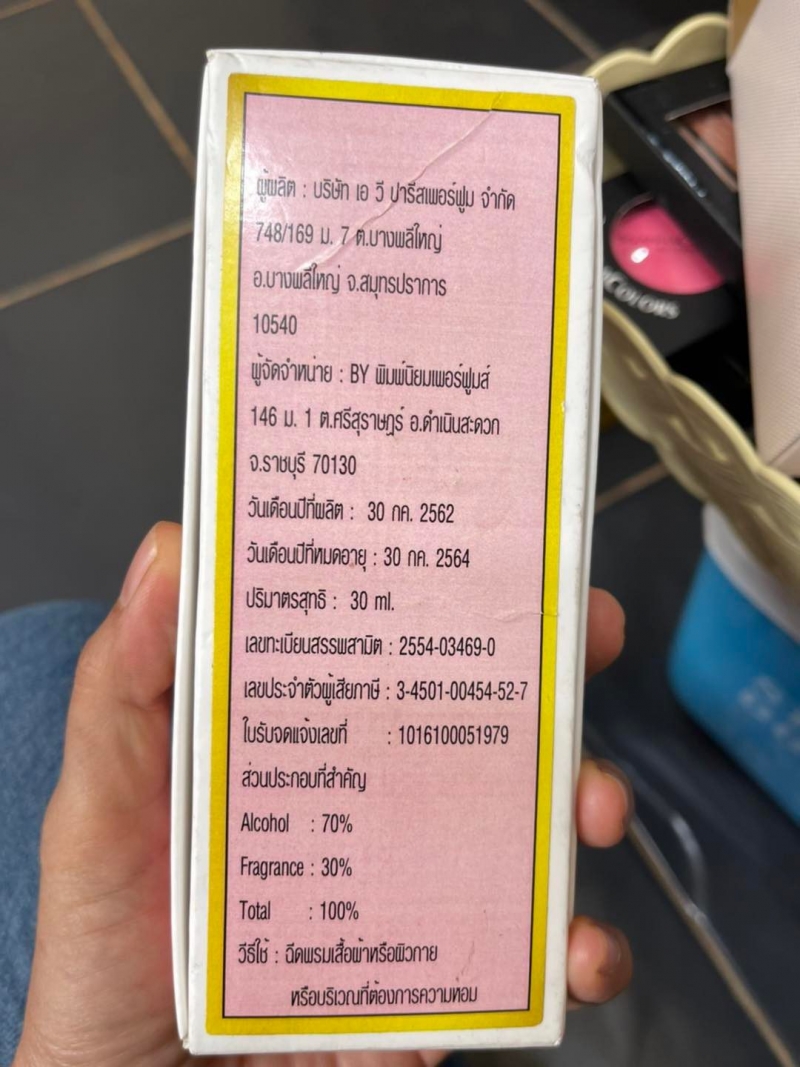 ผู้ผลิต : บริษัท เอ วี ปารีสเพอร์ฟูม จำกัด
748/169 ม. 7 ต.บางพลีใหญ่
อ.บางพลีใหญ่ จ.สมุทรปราการ
10540
ผู้จัดจำหน่าย : BY พิมพ์นิยมเพอร์ฟูมส์
146 ม. 1 ต.ศรีสุราษฎร์ อ.ดำเนินสะดวก
จ.ราชบุรี 70130
วันเดือนปีที่ผลิต : 30 กค. 2562
วันเดือนปีที่หมดอายุ : 30 กค. 2564
ปริมาตรสุทธิ : 30 ml.
เลขทะเบียนสรรพสามิต : 2554-03469-0
เลขประจำตัวผู้เสียภาษี : 3-4501-00454-52-7
ใบรับจดแจ้งเลขที่ : 1016100051979
ส่วนประกอบที่สำคัญ
Alcohol : 70%
Fragrance : 30%
Total : 100%
วิธีใช้ : ฉีดพรมเสื้อผ้าหรือผิวกาย
หรือบริเวณที่ต้องการความหอม